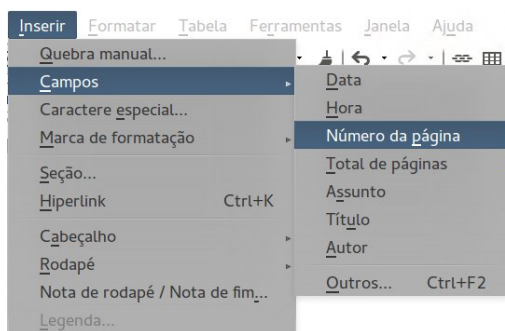 Inserir Formatar Tabela Ferramentas Janela Ajuda
Quebra manual...
Campos
Caractere especial...
Marca de formatação
Seção...
Hiperlink Ctrl+K
Cabeçalho
Rodapé
Nota de rodapé / Nota de fim...
Legenda...
Data
Hora
Número da página
Total de páginas
Assunto
Título
Autor
Outros... Ctrl+F2